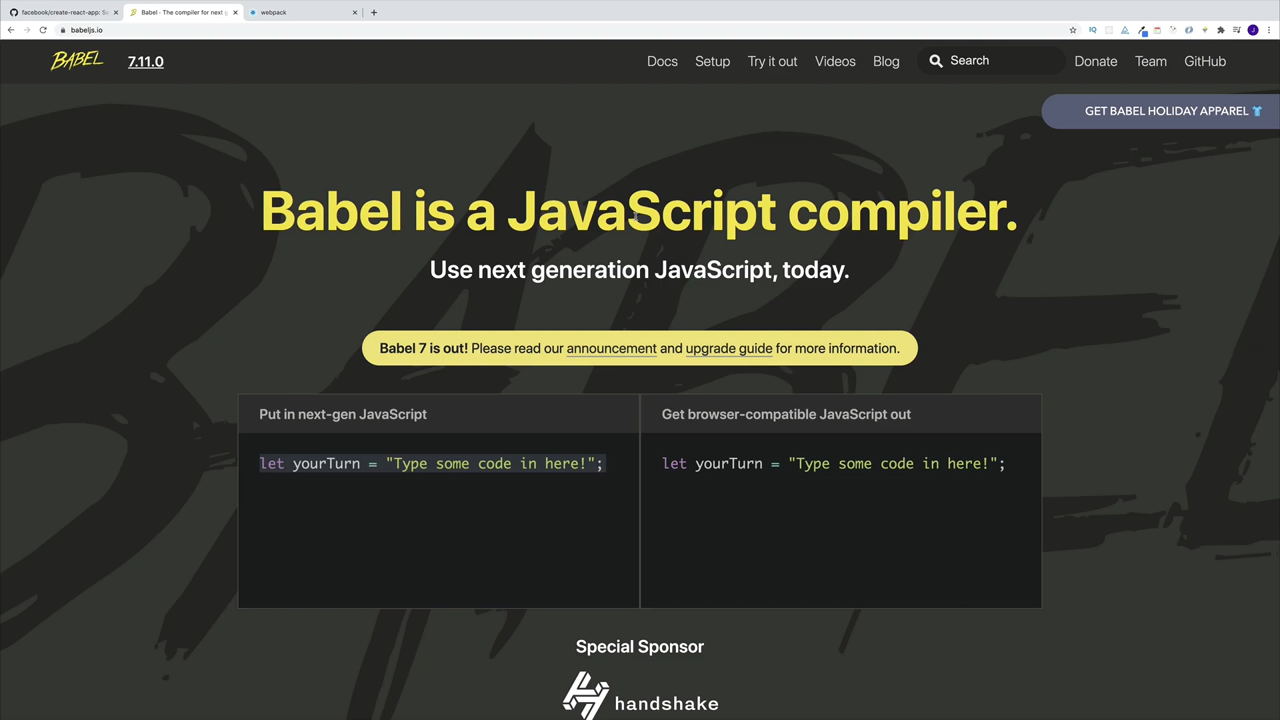 facebook/create-react-app: Se
Babel · The compiler for next g
webpack
babeljs.io
BABEL
7.11.0
Docs
Setup
Try it out
Videos
Blog
Search
Donate
Team
GitHub
GET BABEL HOLIDAY APPAREL
Babel is a JavaScript compiler.
Use next generation JavaScript, today.
Babel 7 is out! Please read our announcement and upgrade guide for more information.
Put in next-gen JavaScript
Get browser-compatible JavaScript out
let yourTurn = "Type some code in here!";
let yourTurn = "Type some code in here!";
Special Sponsor
handshake